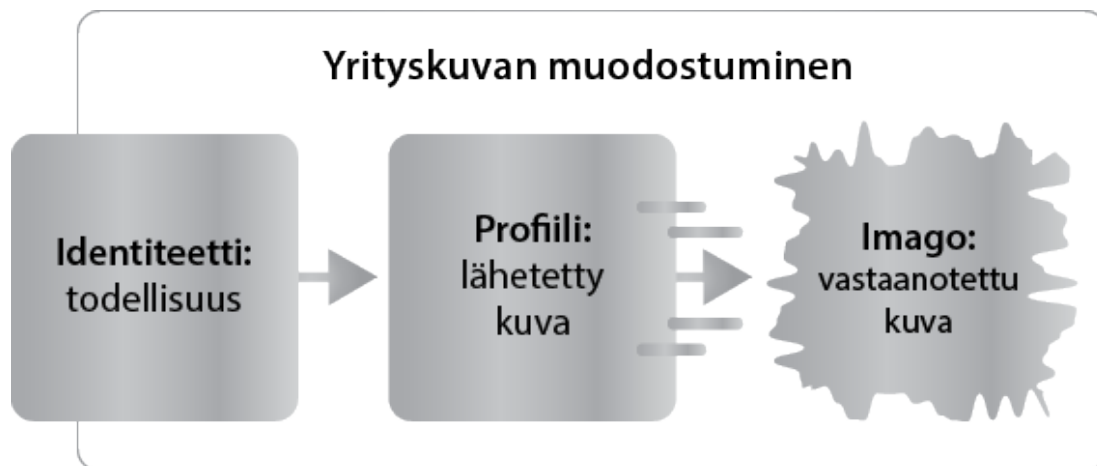 Yrityskuvan muodostuminen
Identiteetti:
todellisuus
Profiili:
lähetetty
kuva
Imago:
vastaanotettu
kuva